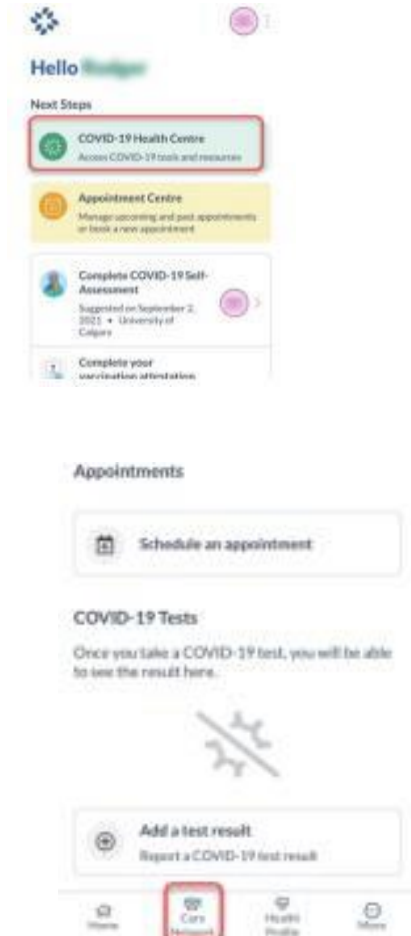 Hello
Next Steps
COVID-19 Health Centre
Access COVID-19 tools and resources
Appointment Centre
Manage upcoming and past appointments
or book a new appointment
Complete COVID-19 Self-
Assessment
Suggested on September 2,
2021 • University of
Calgary
Complete your
vaccination attestation
Appointments
Schedule an appointment
COVID-19 Tests
Once you take a COVID-19 test, you will be able
to see the result here.
Add a test result
Report a COVID-19 test result
Home
Care
Network
Health
Profile
More